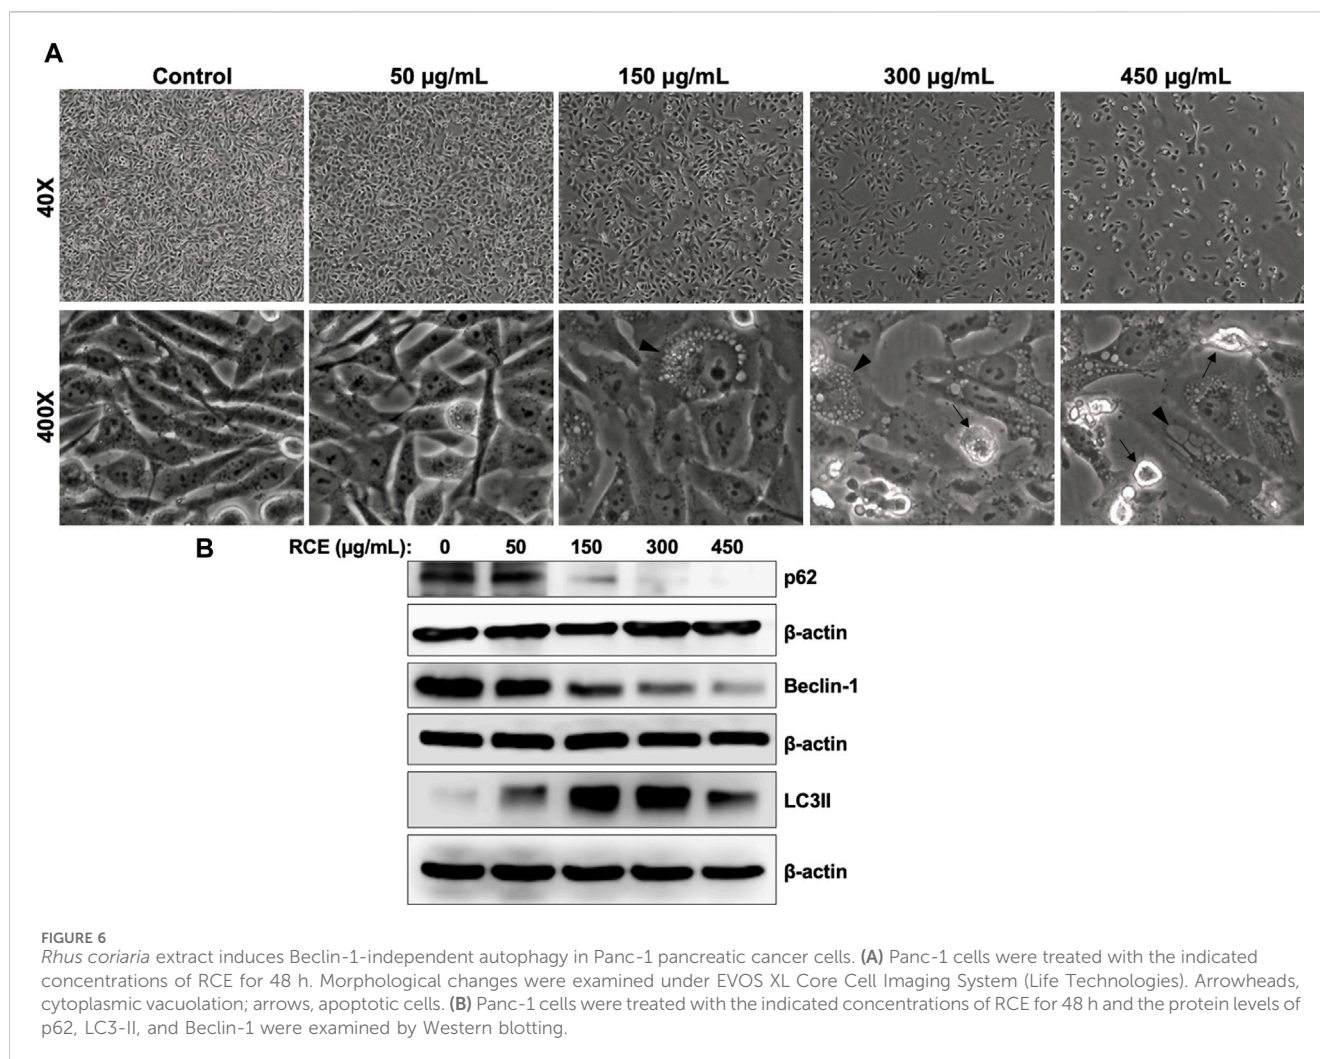 A
Control 50 µg/mL 150 µg/mL 300 µg/mL 450 µg/mL
40X
400X
B RCE (µg/mL): 0 50 150 300 450
p62
β-actin
Beclin-1
β-actin
LC3II
β-actin
FIGURE 6
Rhus coriaria extract induces Beclin-1-independent autophagy in Panc-1 pancreatic cancer cells. (A) Panc-1 cells were treated with the indicated
concentrations of RCE for 48 h. Morphological changes were examined under EVOS XL Core Cell Imaging System (Life Technologies). Arrowheads,
cytoplasmic vacuolation; arrows, apoptotic cells. (B) Panc-1 cells were treated with the indicated concentrations of RCE for 48 h and the protein levels of
p62, LC3-II, and Beclin-1 were examined by Western blotting.